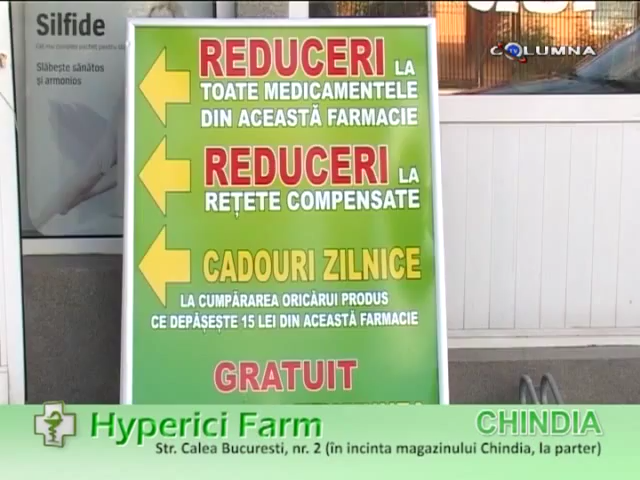 Silfide
Slăbește sănătos
și armonios
COLUMNA
TV
REDUCERI LA
TOATE MEDICAMENTELE
DIN ACEASTĂ FARMACIE
REDUCERI LA
REȚETE COMPENSATE
CADOURI ZILNICE
LA CUMPĂRAREA ORICĂRUI PRODUS
CE DEPĂȘEȘTE 15 LEI DIN ACEASTĂ FARMACIE
GRATUIT
Hyperici Farm
CHINDIA
Str. Calea Bucuresti, nr. 2 (în incinta magazinului Chindia, la parter)